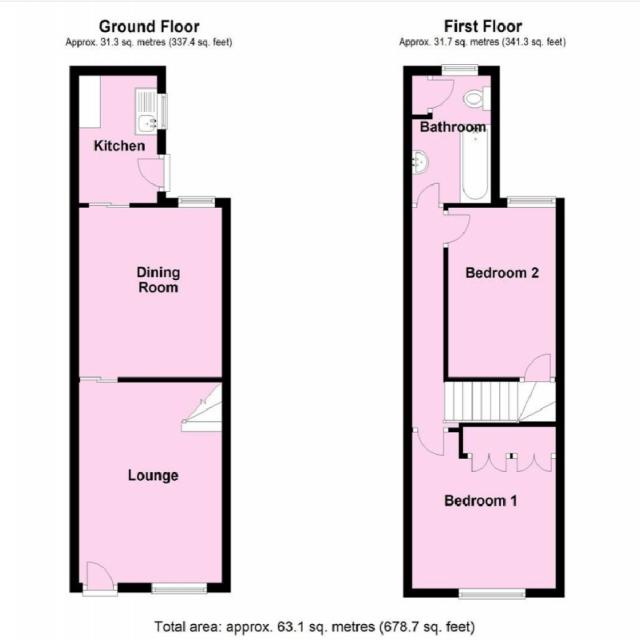 Ground Floor
Approx. 31.3 sq. metres (337.4 sq. feet)
Kitchen
Dining
Room
Lounge
First Floor
Approx. 31.7 sq. metres (341.3 sq. feet)
Bathroom
Bedroom 2
Bedroom 1
Total area: approx. 63.1 sq. metres (678.7 sq. feet)